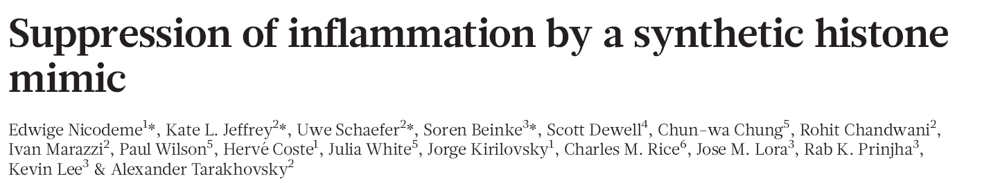 Suppression of inflammation by a synthetic histone
mimic
Edwige Nicodeme¹*, Kate L. Jeffrey²*, Uwe Schaefer²*, Soren Beinke³*, Scott Dewell⁴, Chun-wa Chung⁵, Rohit Chandwani²,
Ivan Marazzi², Paul Wilson⁵, Hervé Coste¹, Julia White⁵, Jorge Kirilovsky¹, Charles M. Rice⁶, Jose M. Lora³, Rab K. Prinjha³,
Kevin Lee³ & Alexander Tarakhovsky²